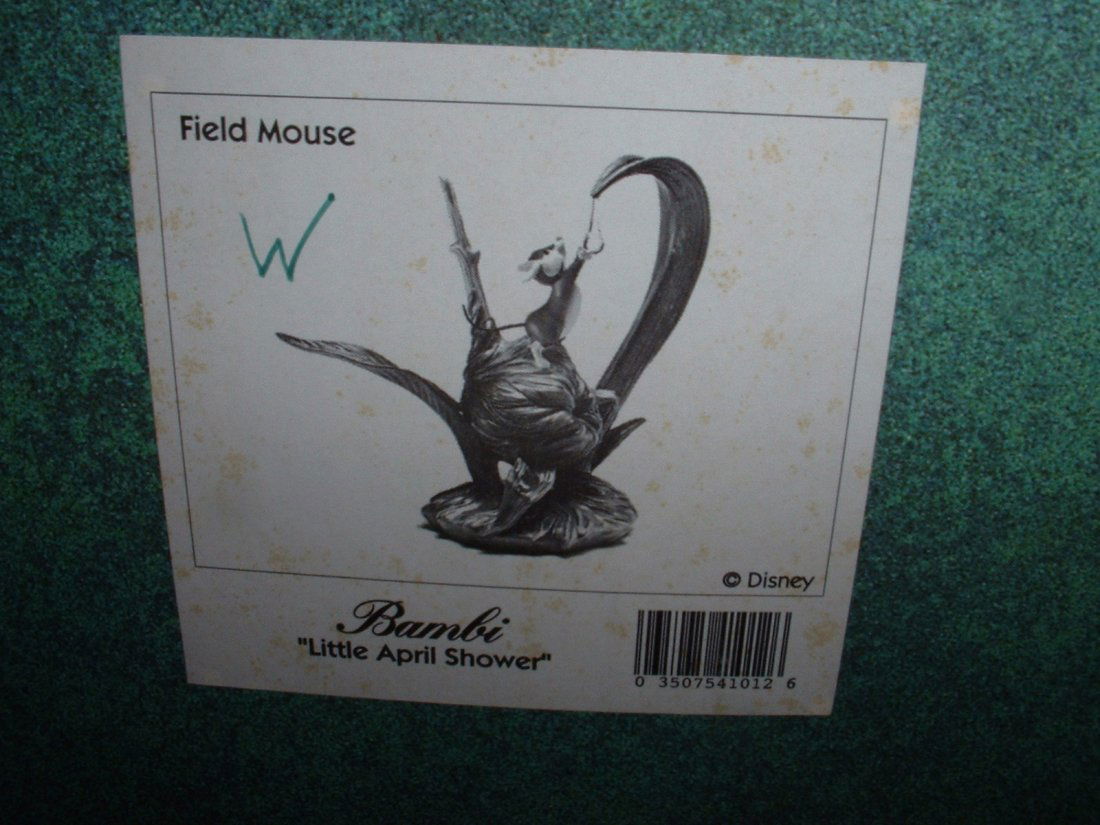 Field Mouse
W
© Disney
Bambi
"Little April Shower"
0 3507541012 6